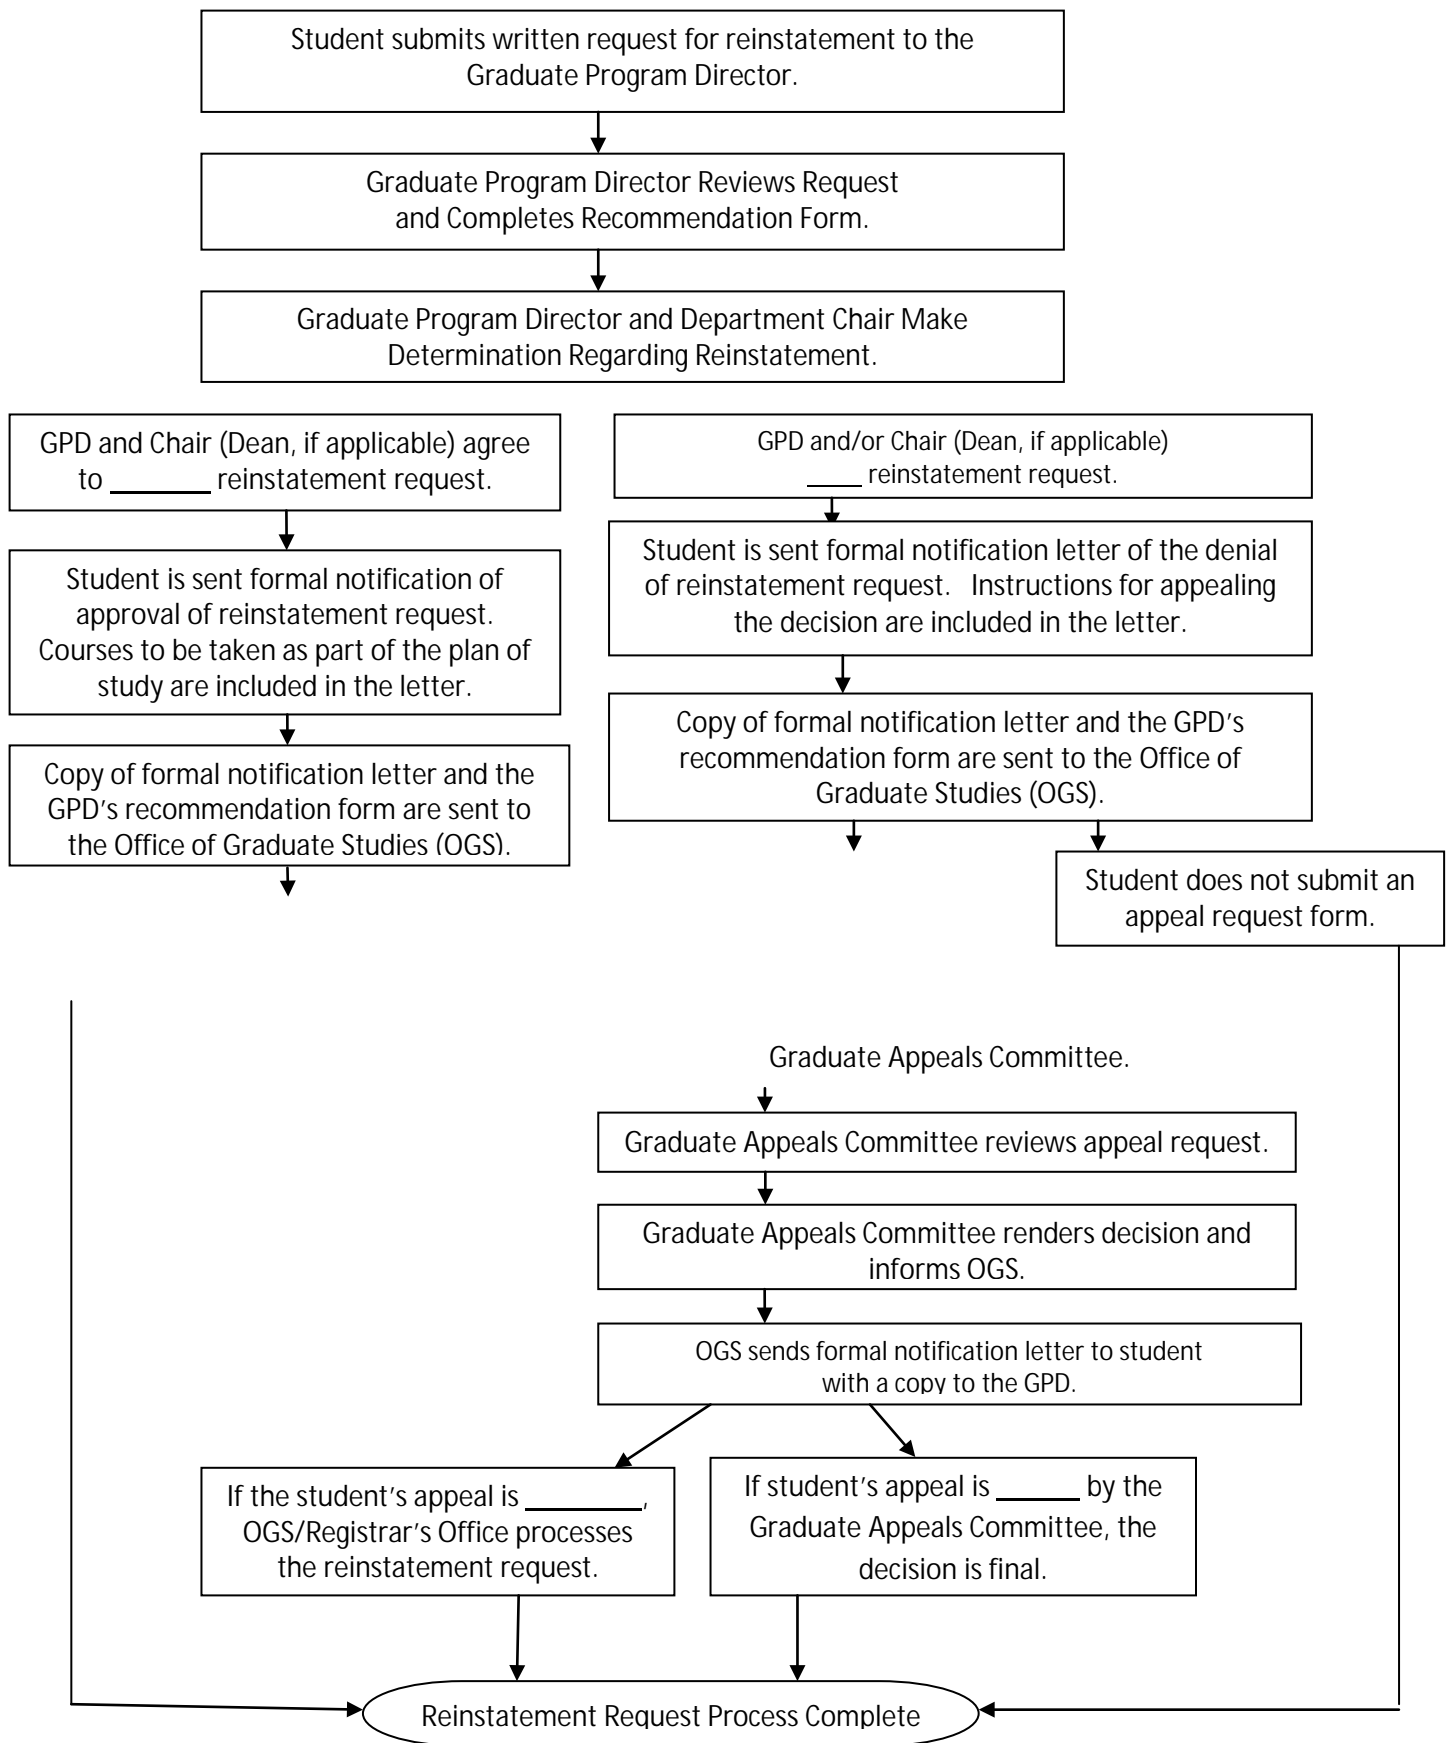 Student submits written request for reinstatement to the
Graduate Program Director.
Graduate Program Director Reviews Request
and Completes Recommendation Form.
Graduate Program Director and Department Chair Make
Determination Regarding Reinstatement.
GPD and Chair (Dean, if applicable) agree
to _______ reinstatement request.
Student is sent formal notification of
approval of reinstatement request.
Courses to be taken as part of the plan of
study are included in the letter.
Copy of formal notification letter and the
GPD’s recommendation form are sent to
the Office of Graduate Studies (OGS).
GPD and/or Chair (Dean, if applicable)
____ reinstatement request.
Student is sent formal notification letter of the denial
of reinstatement request.   Instructions for appealing
the decision are included in the letter.
Copy of formal notification letter and the GPD’s
recommendation form are sent to the Office of
Graduate Studies (OGS).
Student does not submit an
appeal request form.
Graduate Appeals Committee.
Graduate Appeals Committee reviews appeal request.
Graduate Appeals Committee renders decision and
informs OGS.
OGS sends formal notification letter to student
with a copy to the GPD.
If the student’s appeal is ________,
OGS/Registrar’s Office processes
the reinstatement request.
If student’s appeal is ______ by the
Graduate Appeals Committee, the
decision is final.
Reinstatement Request Process Complete